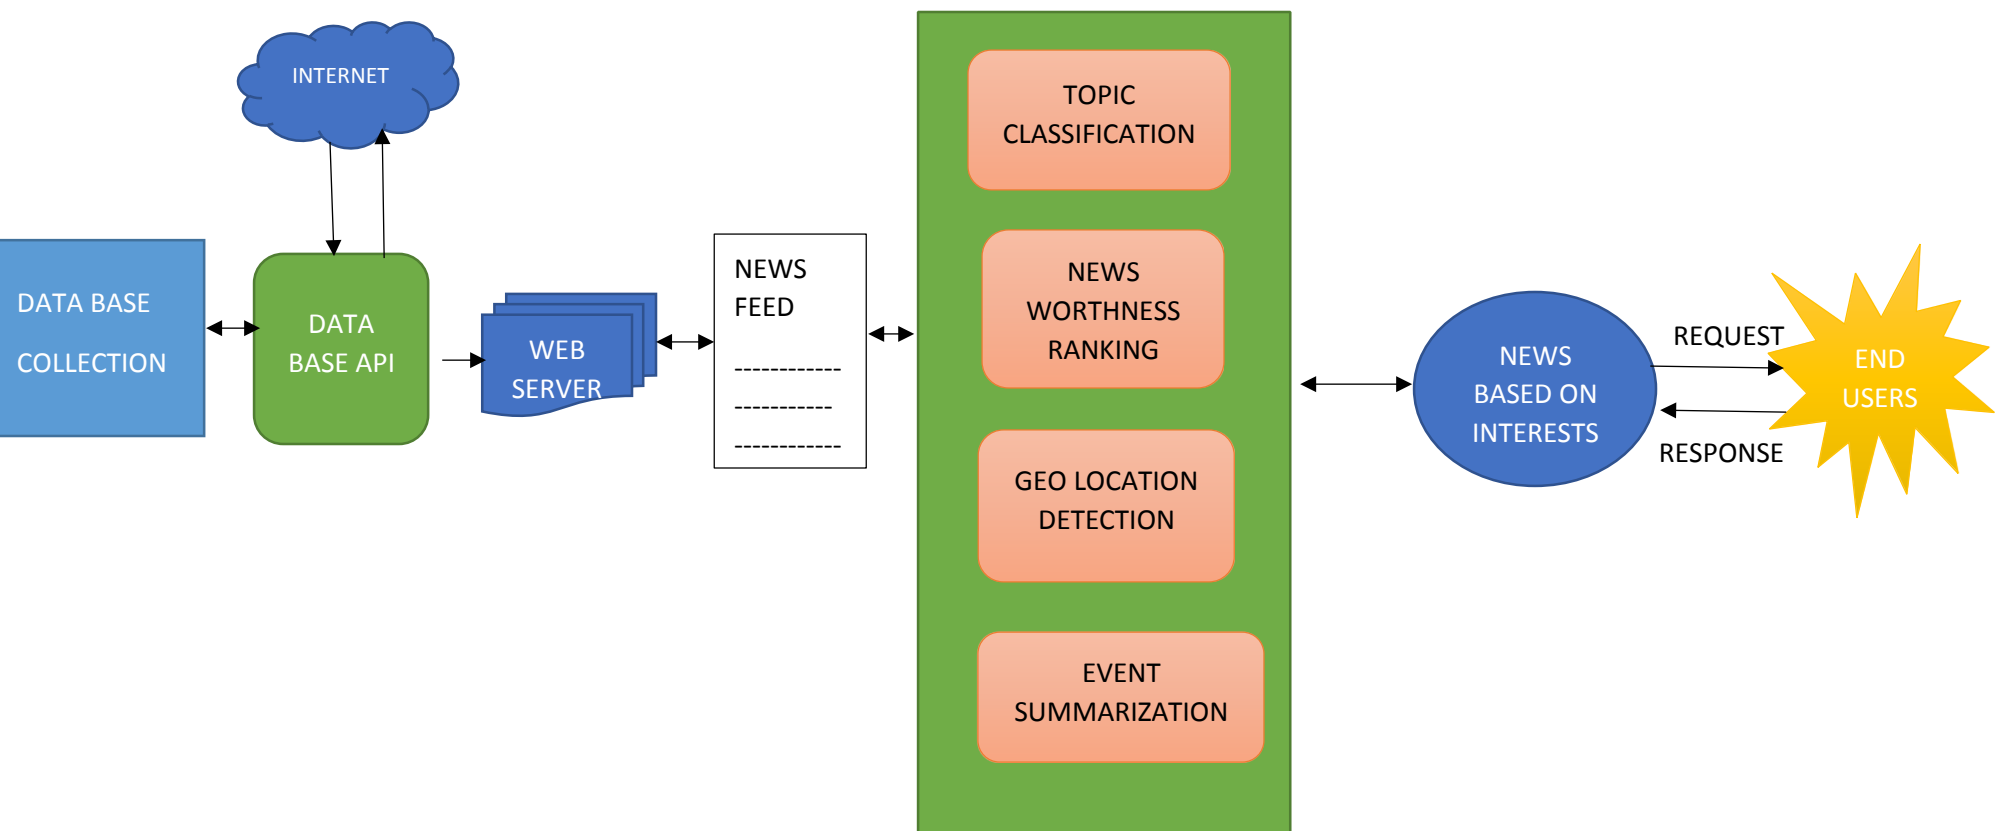 INTERNET
DATA BASE
COLLECTION
DATA
BASE API
WEB
SERVER
NEWS
FEED
------------
-----------
------------
TOPIC
CLASSIFICATION
NEWS
WORTHNESS
RANKING
GEO LOCATION
DETECTION
EVENT
SUMMARIZATION
NEWS
BASED ON
INTERESTS
REQUEST
RESPONSE
END
USERS